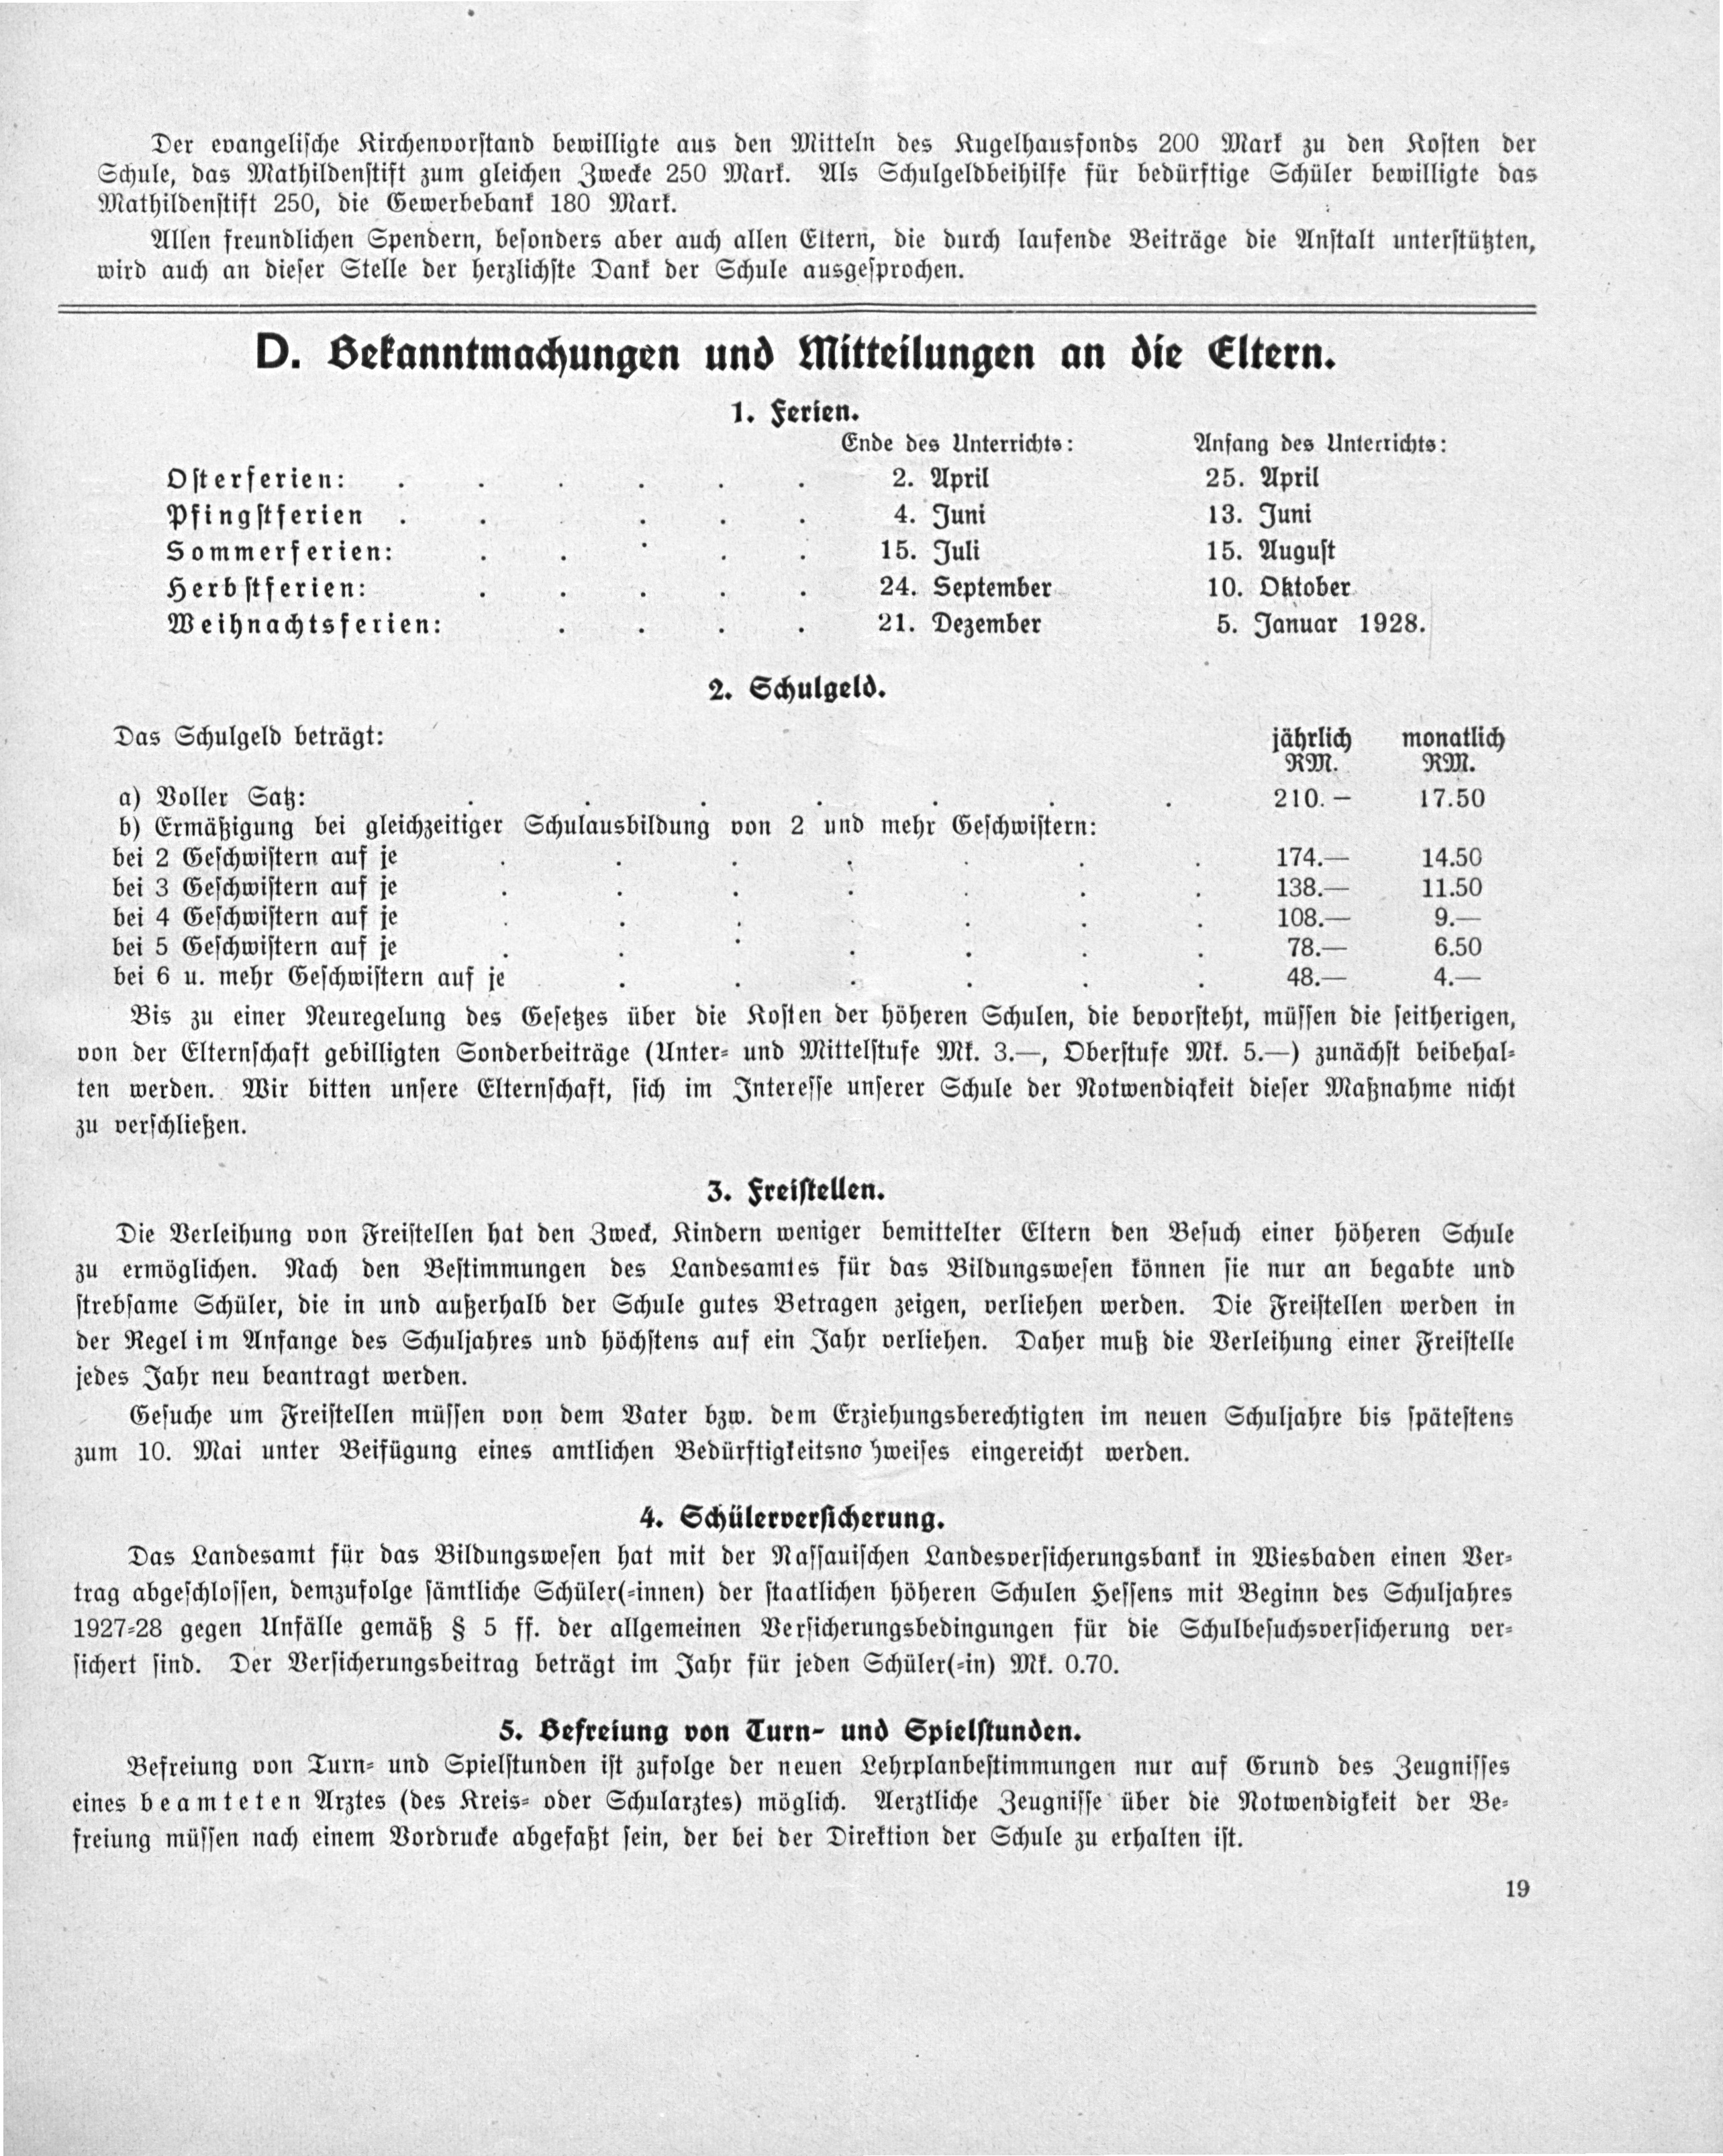 Der evangelische Kirchenvorstand bewilligte aus den Mitteln des Kugelhausfonds 200 Mark zu den Kosten der
Schule, das Mathildenstift zum gleichen Zwecke 250 Mark. Als Schulgeldbeihilfe für bedürftige Schüler bewilligte das
Mathildenstift 250, die Gewerbebank 180 Mark.
Allen freundlichen Spendern, besonders aber auch allen Eltern, die durch laufende Beiträge die Anstalt unterstützten,
wird auch an dieser Stelle der herzlichste Dank der Schule ausgesprochen.
D. Bekanntmachungen und Mitteilungen an die Eltern.
1. Ferien.
Ende des Unterrichts: Anfang des Unterrichts:
Osterferien: . . . . . . 2. April 25. April
Pfingstferien . . . . . 4. Juni 13. Juni
Sommerferien: . . . . . 15. Juli 15. August
Herbstferien: . . . . . 24. September 10. Oktober
Weihnachtsferien: . . . . 21. Dezember 5. Januar 1928.
2. Schulgeld.
Das Schulgeld beträgt: jährlich monatlich
RM. RM.
a) Voller Satz: . . . . . . . 210.— 17.50
b) Ermäßigung bei gleichzeitiger Schulausbildung von 2 und mehr Geschwistern:
bei 2 Geschwistern auf je . . . . . . . 174.— 14.50
bei 3 Geschwistern auf je . . . . . . . 138.— 11.50
bei 4 Geschwistern auf je . . . . . . . 108.— 9.—
bei 5 Geschwistern auf je . . . . . . . 78.— 6.50
bei 6 u. mehr Geschwistern auf je . . . . . . 48.— 4.—
Bis zu einer Neuregelung des Gesetzes über die Kosten der höheren Schulen, die bevorsteht, müssen die seitherigen,
von der Elternschaft gebilligten Sonderbeiträge (Unter- und Mittelstufe Mk. 3.—, Oberstufe Mk. 5.—) zunächst beibehal-
ten werden. Wir bitten unsere Elternschaft, sich im Interesse unserer Schule der Notwendigkeit dieser Maßnahme nicht
zu verschließen.
3. Freistellen.
Die Verleihung von Freistellen hat den Zweck, Kindern weniger bemittelter Eltern den Besuch einer höheren Schule
zu ermöglichen. Nach den Bestimmungen des Landesamtes für das Bildungswesen können sie nur an begabte und
strebsame Schüler, die in und außerhalb der Schule gutes Betragen zeigen, verliehen werden. Die Freistellen werden in
der Regel im Anfange des Schuljahres und höchstens auf ein Jahr verliehen. Daher muß die Verleihung einer Freistelle
jedes Jahr neu beantragt werden.
Gesuche um Freistellen müssen von dem Vater bzw. dem Erziehungsberechtigten im neuen Schuljahre bis spätestens
zum 10. Mai unter Beifügung eines amtlichen eingereicht werden.
4. Schülerversicherung.
Das Landesamt für das Bildungswesen hat mit der Nassauischen Landesversicherungsbank in Wiesbaden einen Ver-
trag abgeschlossen, demzufolge sämtliche Schüler(-innen) der staatlichen höheren Schulen Hessens mit Beginn des Schuljahres
1927-28 gegen Unfälle gemäß § 5 ff. der allgemeinen Versicherungsbedingungen für die Schulbesuchsversicherung ver-
sichert sind. Der Versicherungsbeitrag beträgt im Jahr für jeden Schüler(-in) Mk. 0.70.
5. Befreiung von Turn- und Spielstunden.
Befreiung von Turn- und Spielstunden ist zufolge der neuen Lehrplanbestimmungen nur auf Grund des Zeugnisses
eines beamteten Arztes (des Kreis- oder Schularztes) möglich. Aerztliche Zeugnisse über die Notwendigkeit der Be-
freiung müssen nach einem Vordrucke abgefaßt sein, der bei der Direktion der Schule zu erhalten ist.
19